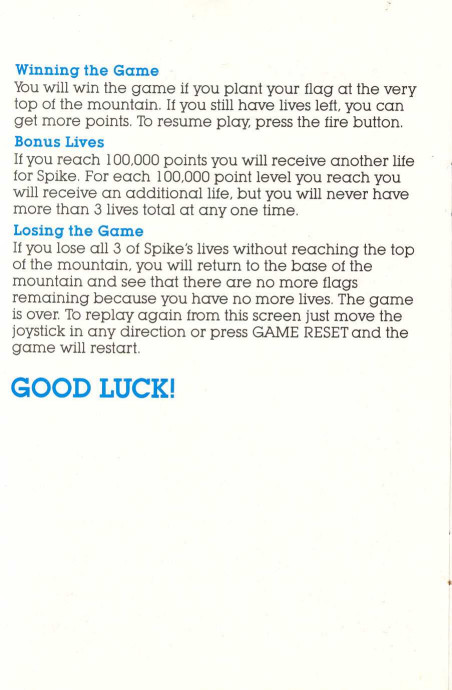 Winning the Game
You will win the game if you plant your flag at the very
top of the mountain. If you still have lives left, you can
get more points. To resume play, press the fire button.
Bonus Lives
If you reach 100,000 points you will receive another life
for Spike. For each 100,000 point level you reach you
will receive an additional life, but you will never have
more than 3 lives total at any one time.
Losing the Game
If you lose all 3 of Spike's lives without reaching the top
of the mountain, you will return to the base of the
mountain and see that there are no more flags
remaining because you have no more lives. The game
is over. To replay again from this screen just move the
joystick in any direction or press GAME RESET and the
game will restart.
GOOD LUCK!